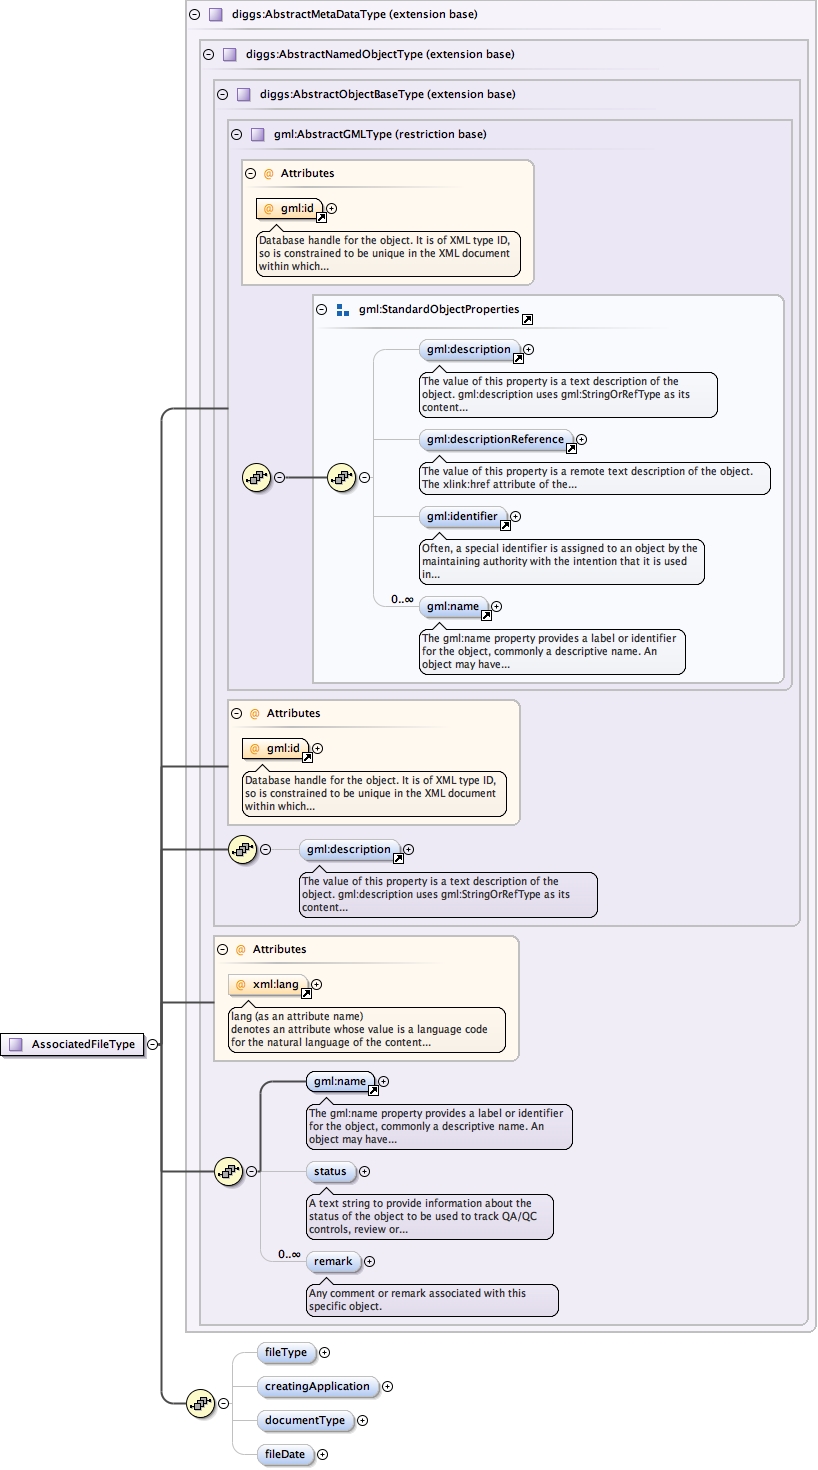 diggs:AbstractMetaDataType (extension base)
diggs:AbstractNamedObjectType (extension base)
diggs:AbstractObjectBaseType (extension base)
gml:AbstractGMLType (restriction base)
@ Attributes
@ gml:id
Database handle for the object. It is of XML type ID,
so is constrained to be unique in the XML document
within which...
gml:StandardObjectProperties
gml:description
The value of this property is a text description of the
object. gml:description uses gml:StringOrRefType as its
content...
gml:descriptionReference
The value of this property is a remote text description of the object.
The xlink:href attribute of the...
gml:identifier
Often, a special identifier is assigned to an object by the
maintaining authority with the intention that it is used
in...
0..∞
gml:name
The gml:name property provides a label or identifier
for the object, commonly a descriptive name. An
object may have...
@ Attributes
@ gml:id
Database handle for the object. It is of XML type ID,
so is constrained to be unique in the XML document
within which...
gml:description
The value of this property is a text description of the
object. gml:description uses gml:StringOrRefType as its
content...
@ Attributes
@ xml:lang
lang (as an attribute name)
denotes an attribute whose value is a language code
for the natural language of the content...
AssociatedFileType
gml:name
The gml:name property provides a label or identifier
for the object, commonly a descriptive name. An
object may have...
status
A text string to provide information about the
status of the object to be used to track QA/QC
controls, review or...
0..∞
remark
Any comment or remark associated with this
specific object.
fileType
creatingApplication
documentType
fileDate